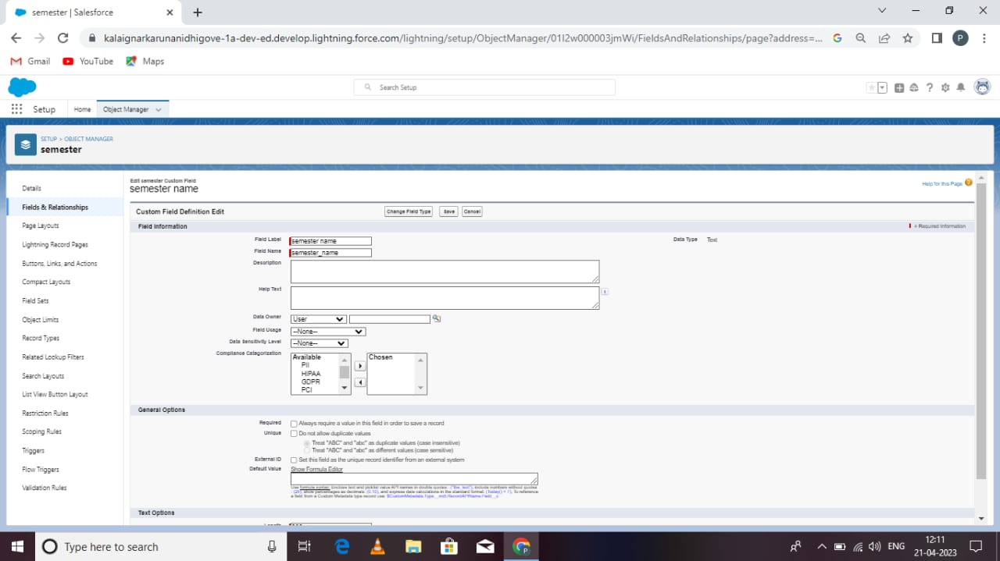 semester | Salesforce
kalaignarkarunanidhigove-1a-dev-ed.develop.lightning.force.com/lightning/setup/ObjectManager/01I2w000003jmWi/FieldsAndRelationships/page?address=...
P
Gmail YouTube Maps
Search Setup
Setup Home Object Manager
SETUP > OBJECT MANAGER
semester
Details
Fields & Relationships
Page Layouts
Lightning Record Pages
Buttons, Links, and Actions
Compact Layouts
Field Sets
Object Limits
Record Types
Related Lookup Filters
Search Layouts
List View Button Layout
Restriction Rules
Scoping Rules
Triggers
Flow Triggers
Validation Rules
Edit semester Custom Field
semester name
Help for this Page
Custom Field Definition Edit Change Field Type Save Cancel
Field Information = Required Information
Field Label semester name Data Type Text
Field Name semester_name
Description
Help Text
Data Owner User
Field Usage --None--
Data Sensitivity Level --None--
Compliance Categorization Available Chosen
PII
HIPAA
GDPR
PCI
General Options
Required Always require a value in this field in order to save a record
Unique Do not allow duplicate values
Treat "ABC" and "abc" as duplicate values (case insensitive)
Treat "ABC" and "abc" as different values (case sensitive)
External ID Set this field as the unique record identifier from an external system
Default Value Show Formula Editor
Use formula syntax: Enclose text and picklist value API names in double quotes : ("the_text"), include numbers without quotes
: (25), show percentages as decimals: (0.10), and express date calculations in the standard format: (Today() + 7). To reference
a field from a Custom Metadata type record use: $CustomMetadata.Type__mdt.RecordAPIName.Field__c
Text Options
Type here to search
ENG
12:11
21-04-2023